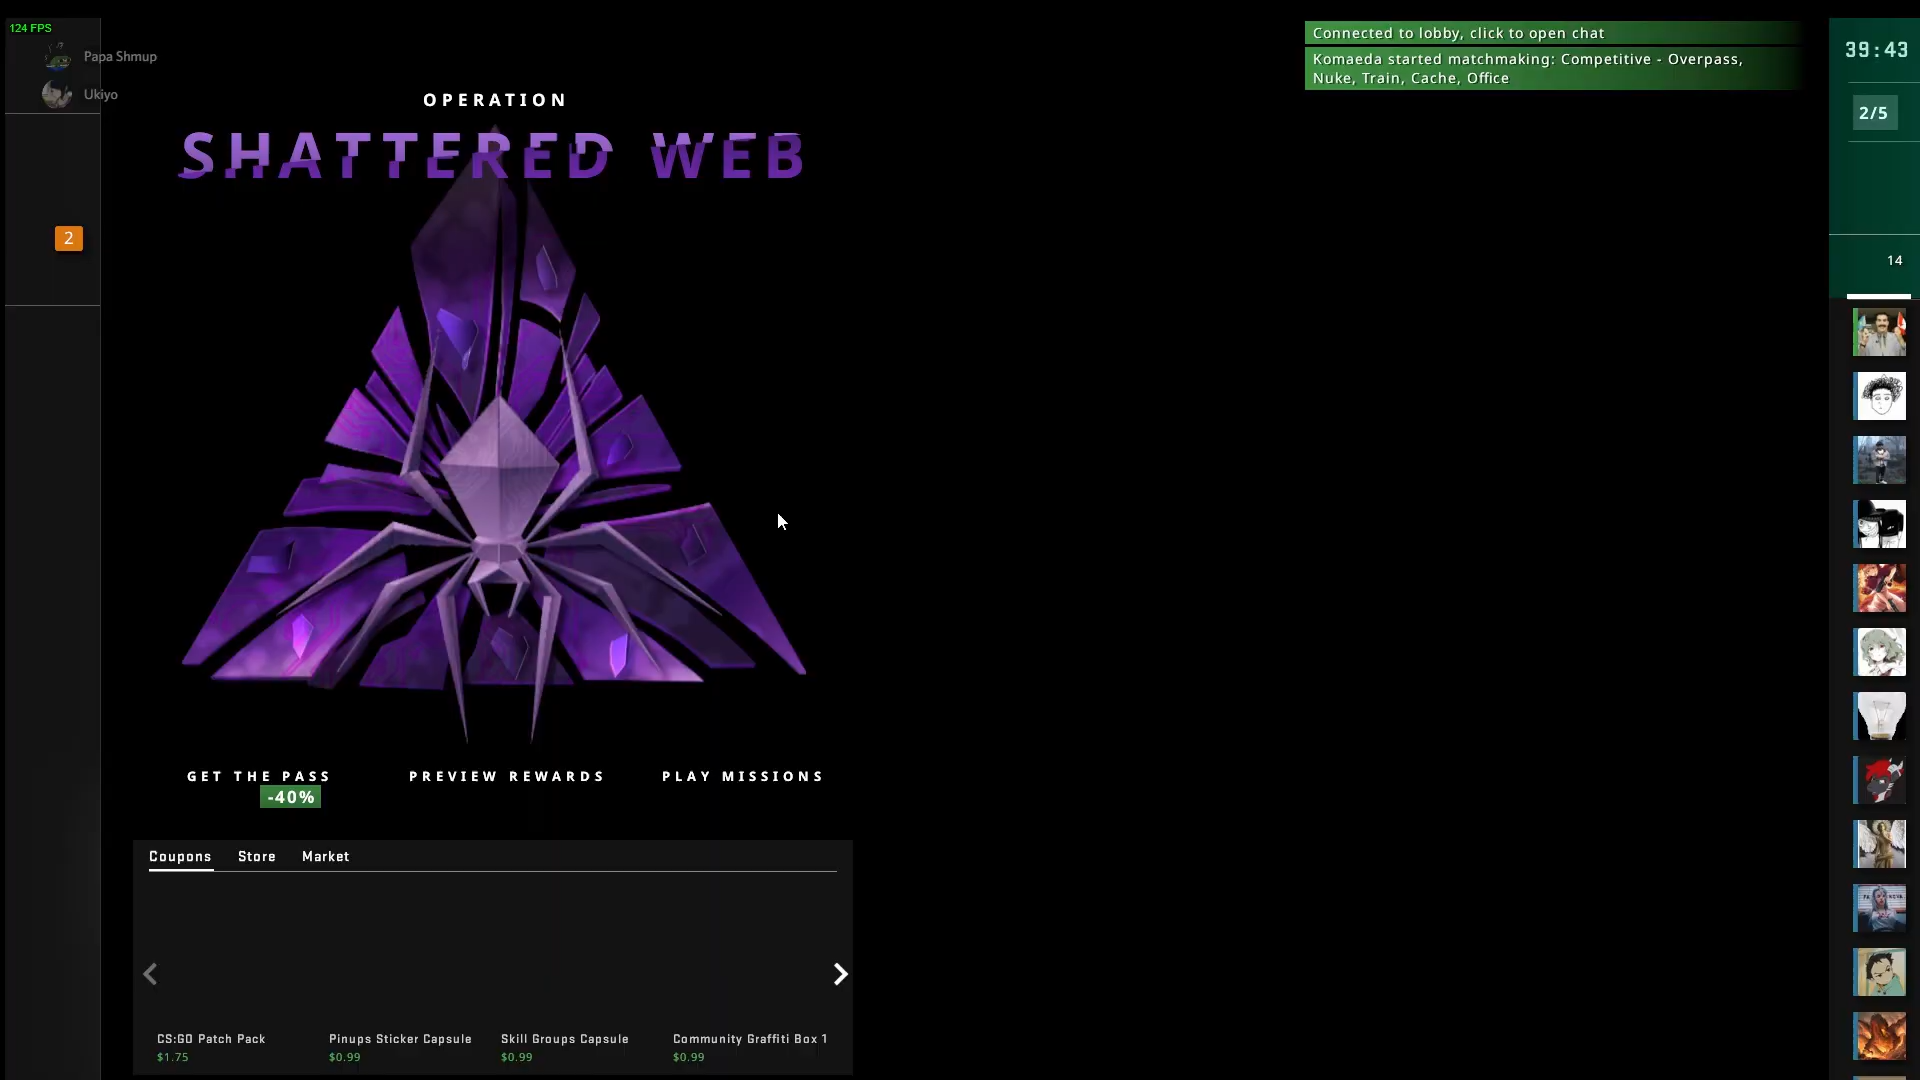 124 FPS
Papa Shmup
Ukiyo
2
OPERATION
SHATTERED WEB
GET THE PASS
-40%
PREVIEW REWARDS
PLAY MISSIONS
Coupons
Store
Market
CS:GO Patch Pack
$1.75
Pinups Sticker Capsule
$0.99
Skill Groups Capsule
$0.99
Community Graffiti Box 1
$0.99
Connected to lobby, click to open chat
Komaeda started matchmaking: Competitive - Overpass,
Nuke, Train, Cache, Office
39:43
2/5
14